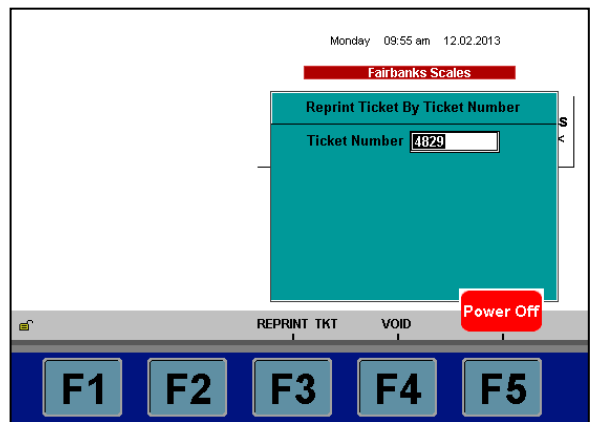 Monday 09:55 am 12.02.2013
Fairbanks Scales
Reprint Ticket By Ticket Number
S
Ticket Number 4829
<
Power Off
REPRINT TKT VOID
F1 F2 F3 F4 F5